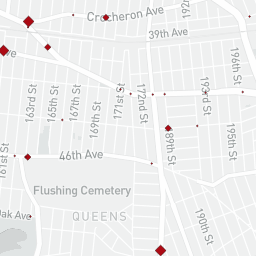 Crocheron Ave
39th Ave
ve
163rd St
165th St
167th St
169th St
171st St
172nd St
193rd St
196th St
189th St
195th St
161st St
46th Ave
Flushing Cemetery
QUEENS
Oak Ave
190th St